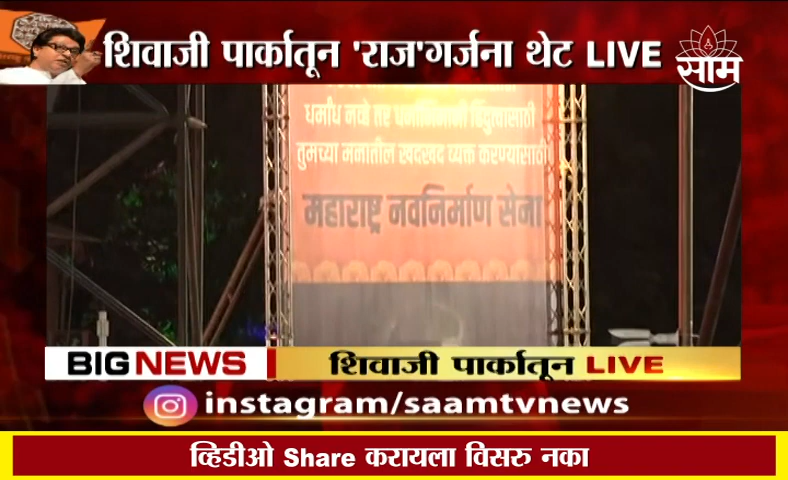 शिवाजी पार्कातून 'राज'गर्जना थेट LIVE
साम
धर्मांध नव्हे तर धर्माभिमानी हिंदुत्वासाठी
तुमच्या मनातील खदखद व्यक्त करण्यासाठी
महाराष्ट्र नवनिर्माण सेना
BIG NEWS
शिवाजी पार्कातून LIVE
instagram/saamtvnews
व्हिडीओ Share करायला विसरु नका